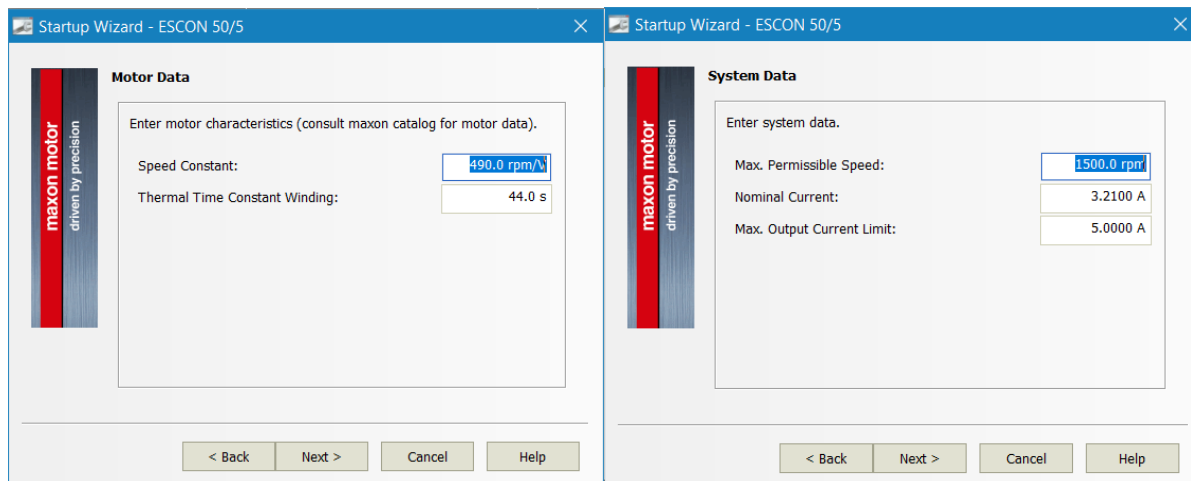 Startup Wizard - ESCON 50/5
maxon motor
driven by precision
Motor Data
Enter motor characteristics (consult maxon catalog for motor data).
Speed Constant: 490.0 rpm/V
Thermal Time Constant Winding: 44.0 s
< Back Next > Cancel Help
Startup Wizard - ESCON 50/5
maxon motor
driven by precision
System Data
Enter system data.
Max. Permissible Speed: 1500.0 rpm
Nominal Current: 3.2100 A
Max. Output Current Limit: 5.0000 A
< Back Next > Cancel Help